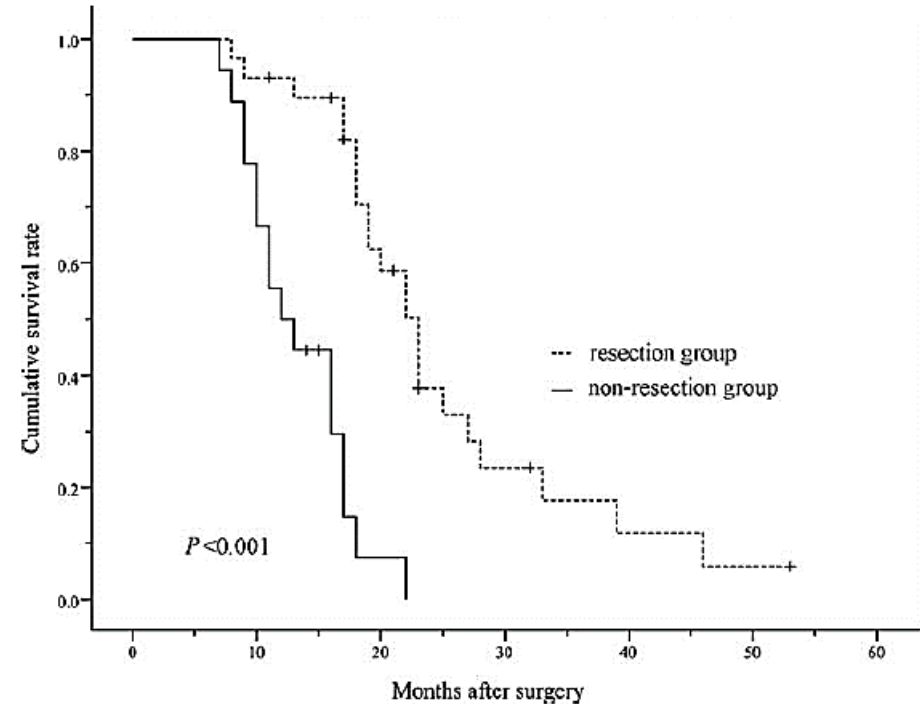 1.0
0.8
0.6
0.4
0.2
0.0
Cumulative survival rate
resection group
non-resection group
P<0.001
0 10 20 30 40 50 60
Months after surgery